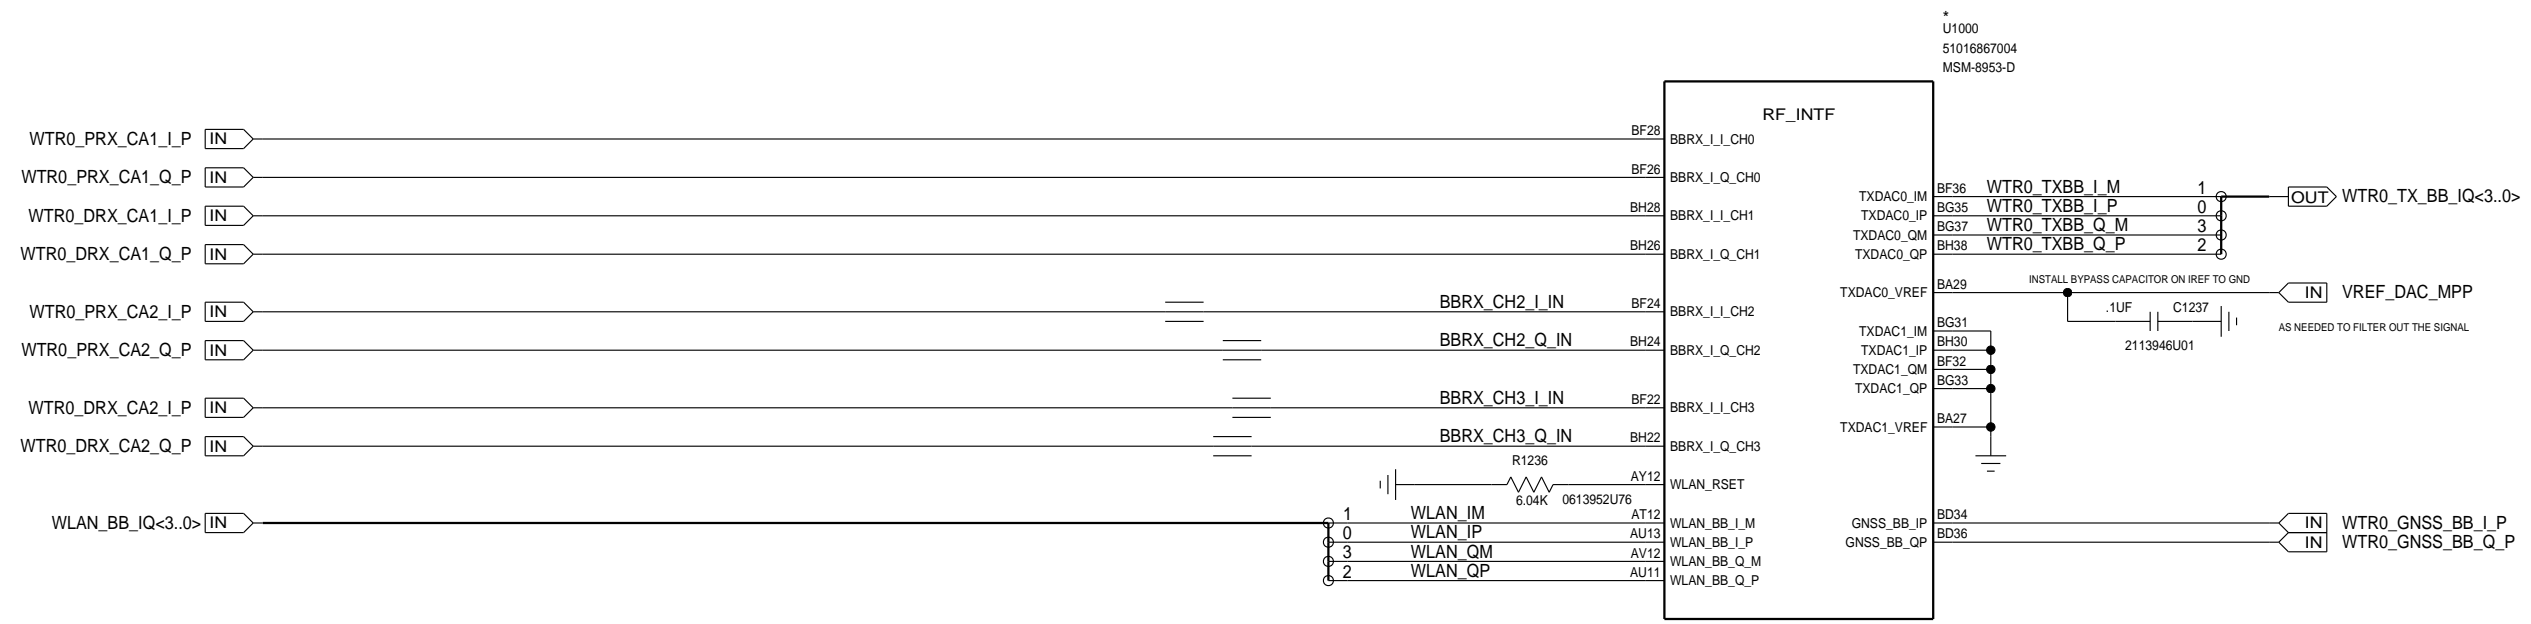 *
U1000
51016867004
MSM-8953-D
RF_INTF
WTR0_PRX_CA1_I_P IN BF28 BBRX_I_I_CH0
WTR0_PRX_CA1_Q_P IN BF26 BBRX_I_Q_CH0
TXDAC0_IM BF36 WTR0_TXBB_I_M 1 OUT WTR0_TX_BB_IQ<3..0>
WTR0_DRX_CA1_I_P IN BH28 BBRX_I_I_CH1 TXDAC0_IP BG35 WTR0_TXBB_I_P 0
TXDAC0_QM BG37 WTR0_TXBB_Q_M 3
WTR0_DRX_CA1_Q_P IN BH26 BBRX_I_Q_CH1 TXDAC0_QP BH38 WTR0_TXBB_Q_P 2
INSTALL BYPASS CAPACITOR ON IREF TO GND
TXDAC0_VREF BA29 IN VREF_DAC_MPP
WTR0_PRX_CA2_I_P IN BBRX_CH2_I_IN BF24 BBRX_I_I_CH2 .1UF C1237
TXDAC1_IM BG31 AS NEEDED TO FILTER OUT THE SIGNAL
WTR0_PRX_CA2_Q_P IN BBRX_CH2_Q_IN BH24 BBRX_I_Q_CH2 TXDAC1_IP BH30 2113946U01
TXDAC1_QM BF32
TXDAC1_QP BG33
WTR0_DRX_CA2_I_P IN BBRX_CH3_I_IN BF22 BBRX_I_I_CH3
TXDAC1_VREF BA27
WTR0_DRX_CA2_Q_P IN BBRX_CH3_Q_IN BH22 BBRX_I_Q_CH3
R1236
AY12 WLAN_RSET
6.04K 0613952U76
WLAN_BB_IQ<3..0> IN 1 WLAN_IM AT12 WLAN_BB_I_M GNSS_BB_IP BD34 IN WTR0_GNSS_BB_I_P
0 WLAN_IP AU13 WLAN_BB_I_P GNSS_BB_QP BD36 IN WTR0_GNSS_BB_Q_P
3 WLAN_QM AV12 WLAN_BB_Q_M
2 WLAN_QP AU11 WLAN_BB_Q_P